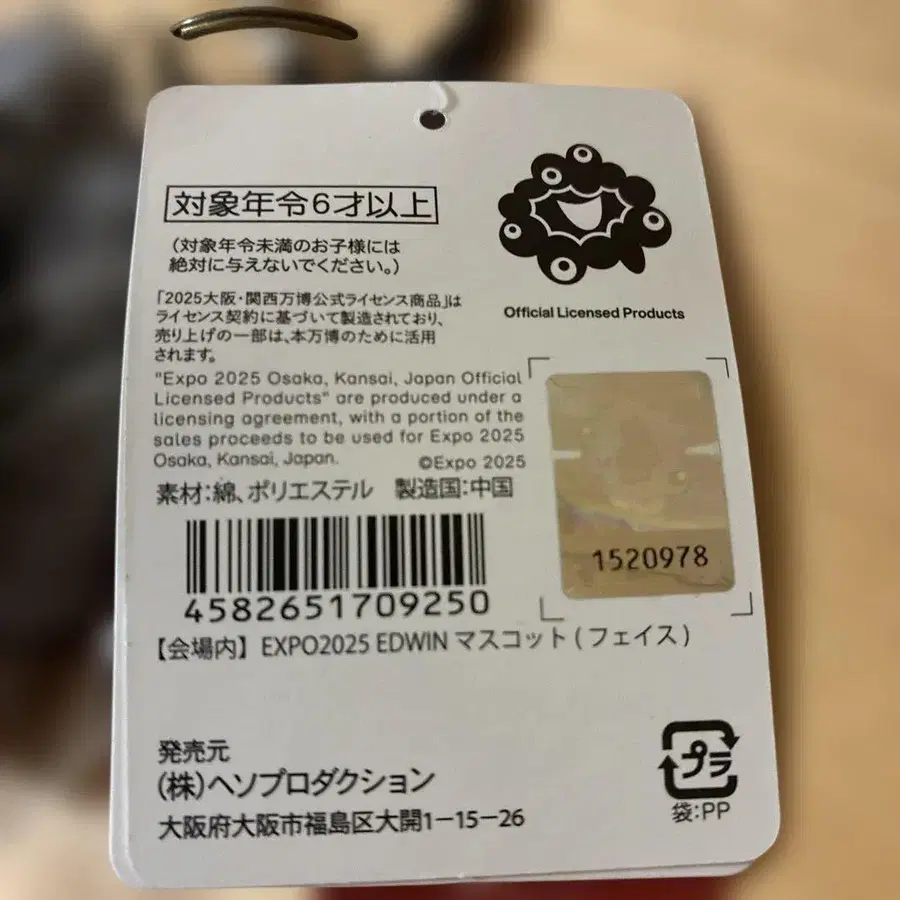 対象年令6才以上
(対象年令未満のお子様には
絶対に与えないでください。)
「2025大阪・関西万博公式ライセンス商品」は
ライセンス契約に基づいて製造されており、
売り上げの一部は、本万博のために活用
されます。
"Expo 2025 Osaka, Kansai, Japan Official
Licensed Products" are produced under a
licensing agreement, with a portion of the
sales proceeds to be used for Expo 2025
Osaka, Kansai, Japan. ©Expo 2025
素材:綿、ポリエステル 製造国:中国
Official Licensed Products
1520978
4582651709250
【会場内】 EXPO2025 EDWIN マスコット(フェイス)
発売元
(株)ヘソプロダクション
大阪府大阪市福島区大開1-15-26
プラ
袋:PP